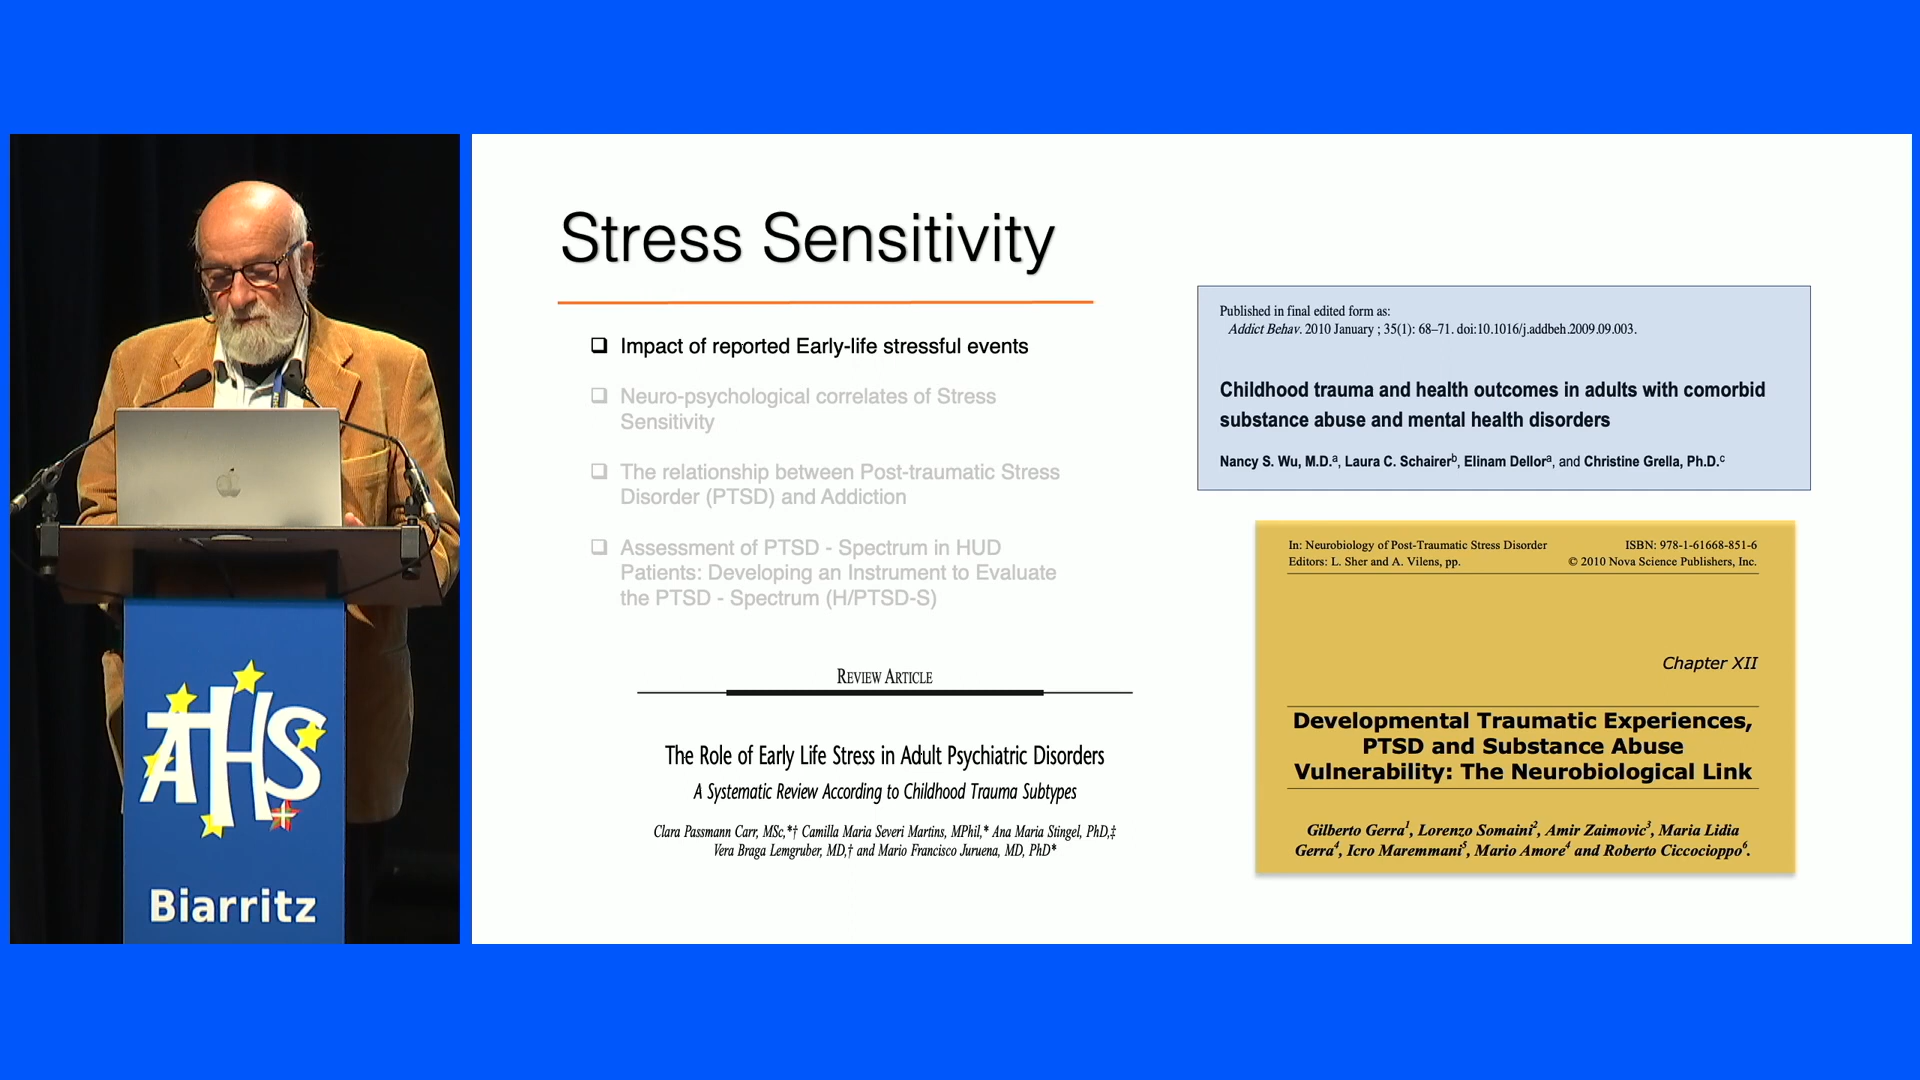 Stress Sensitivity
❑ Impact of reported Early-life stressful events
❑ Neuro-psychological correlates of Stress
Sensitivity
❑ The relationship between Post-traumatic Stress
Disorder (PTSD) and Addiction
❑ Assessment of PTSD - Spectrum in HUD
Patients: Developing an Instrument to Evaluate
the PTSD - Spectrum (H/PTSD-S)
REVIEW ARTICLE
The Role of Early Life Stress in Adult Psychiatric Disorders
A Systematic Review According to Childhood Trauma Subtypes
Clara Passmann Carr, MSc,*† Camilla Maria Severi Martins, MPhil,* Ana Maria Stingel, PhD,‡
Vera Braga Lemgruber, MD,† and Mario Francisco Juruena, MD, PhD*
Published in final edited form as:
Addict Behav. 2010 January ; 35(1): 68–71. doi:10.1016/j.addbeh.2009.09.003.
Childhood trauma and health outcomes in adults with comorbid
substance abuse and mental health disorders
Nancy S. Wu, M.D.a, Laura C. Schairerb, Elinam Dellora, and Christine Grella, Ph.D.c
In: Neurobiology of Post-Traumatic Stress Disorder ISBN: 978-1-61668-851-6
Editors: L. Sher and A. Vilens, pp. © 2010 Nova Science Publishers, Inc.
Chapter XII
Developmental Traumatic Experiences,
PTSD and Substance Abuse
Vulnerability: The Neurobiological Link
Gilberto Gerra1, Lorenzo Somaini2, Amir Zaimovic3, Maria Lidia
Gerra4, Icro Maremmani5, Mario Amore4 and Roberto Ciccocioppo6.
ATHS
Biarritz